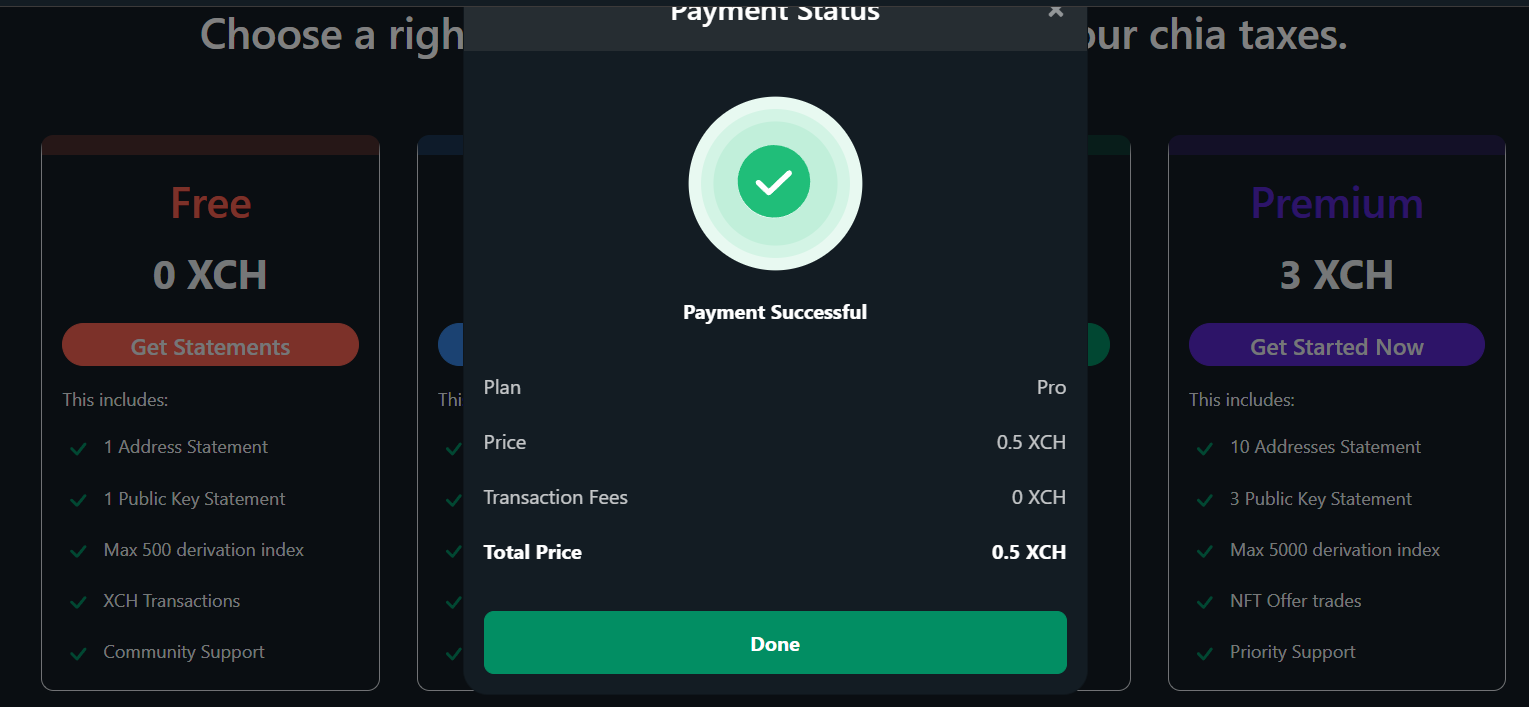 Payment Status
Choose a righ
our chia taxes.
Free
0 XCH
Get Statements
This includes:
1 Address Statement
1 Public Key Statement
Max 500 derivation index
XCH Transactions
Community Support
Thi
Payment Successful
Plan Pro
Price 0.5 XCH
Transaction Fees 0 XCH
Total Price 0.5 XCH
Done
Premium
3 XCH
Get Started Now
This includes:
10 Addresses Statement
3 Public Key Statement
Max 5000 derivation index
NFT Offer trades
Priority Support